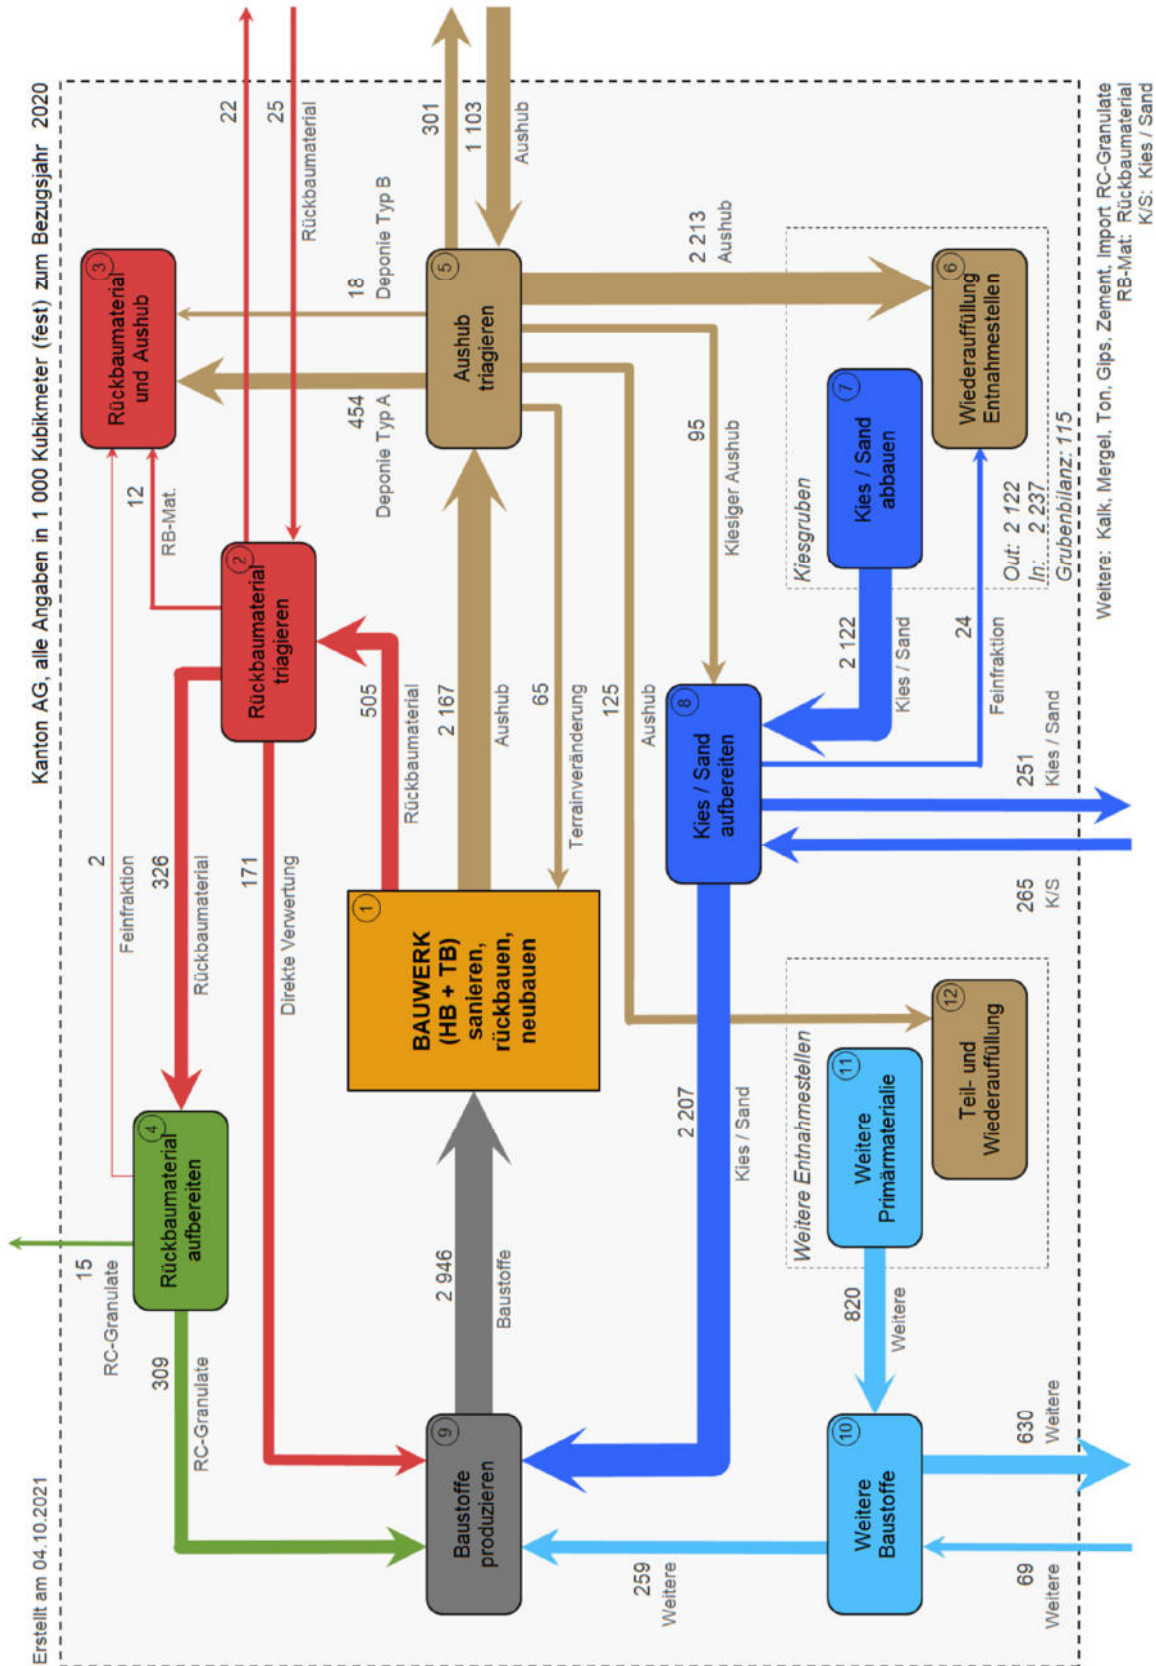 Erstellt am 04.10.2021
Kanton AG, alle Angaben in 1 000 Kubikmeter (fest) zum Bezugsjahr 2020
15
RC-Granulate
2
Feinfraktion
12
RB-Mat.
3
Rückbaumaterial
und Aushub
22
25
Rückbaumaterial
4
Rückbaumaterial
aufbereiten
326
Rückbaumaterial
2
Rückbaumaterial
triagieren
309
RC-Granulate
171
Direkte Verwertung
505
Rückbaumaterial
454
Deponie Typ A
18
Deponie Typ B
301
1 103
Aushub
9
Baustoffe
produzieren
2 946
Baustoffe
1
BAUWERK
(HB + TB)
sanieren,
rückbauen,
neubauen
2 167
Aushub
5
Aushub
triagieren
65
Terrainveränderung
125
Aushub
95
Kiesiger Aushub
2 213
Aushub
259
Weitere
2 207
Kies / Sand
8
Kies / Sand
aufbereiten
Weitere Entnahmestellen
Kiesgruben
10
Weitere
Baustoffe
820
Weitere
11
Weitere
Primärmaterialie
2 122
Kies / Sand
7
Kies / Sand
abbauen
12
Teil- und
Wiederauffüllung
24
Feinfraktion
6
Wiederauffüllung
Entnahmestellen
Out: 2 122
In: 2 237
Grubenbilanz: 115
69
Weitere
630
Weitere
265
K/S
251
Kies / Sand
Weitere: Kalk, Mergel, Ton, Gips, Zement, Import RC-Granulate
RB-Mat: Rückbaumaterial
K/S: Kies / Sand